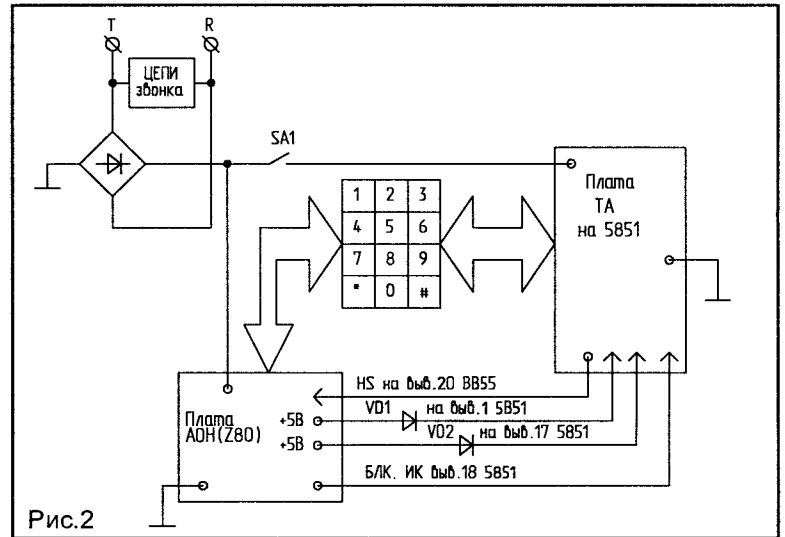 T R
ЦЕПИ
звонка
SA1
Плата
ТА
на 5851
1 2 3
4 5 6
7 8 9
* 0 #
Плата
АОН(Z80)
HS на выв.20 ВВ55
+5В VD1 на выв.1 5В51
+5В VD2 на выв.17 5851
БЛК. ИК выв.18 5851
Рис.2